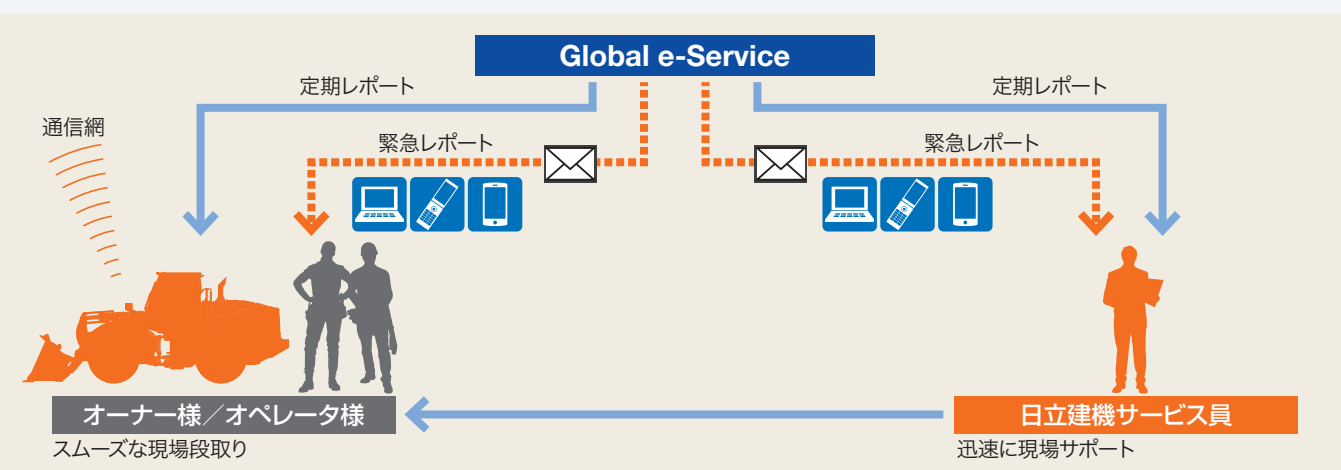 Global e-Service
定期レポート
定期レポート
通信網
緊急レポート
緊急レポート
オーナー様／オペレータ様
日立建機サービス員
スムーズな現場段取り
迅速に現場サポート